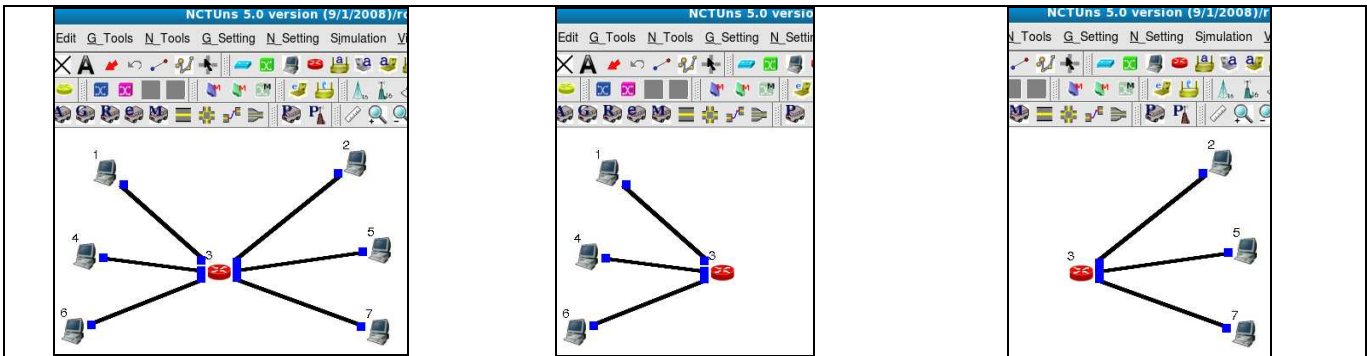 NCTUns 5.0 version (9/1/2008)/r
Edit G_Tools N_Tools G_Setting N_Setting Simulation
1
2
3
4
5
6
7
NCTUns 5.0 versio
Edit G_Tools N_Tools G_Setting
1
3
4
6
NCTUns 5.0 version (9/1/2008)/r
N_Tools G_Setting N_Setting Simulation
2
3
5
7